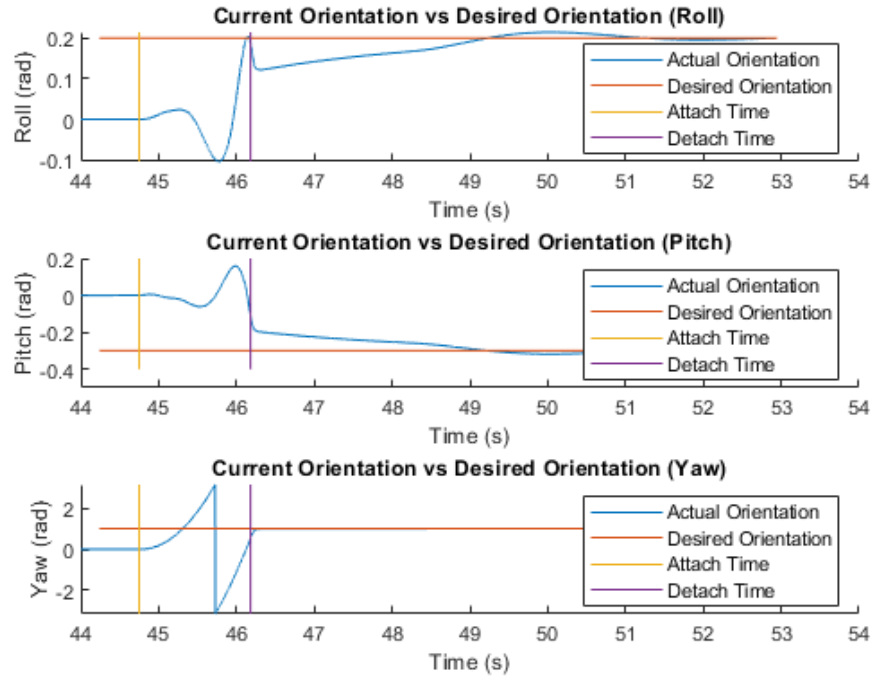 Current Orientation vs Desired Orientation (Roll)
0.2
0.1
0
-0.1
Roll (rad)
Actual Orientation
Desired Orientation
Attach Time
Detach Time
44 45 46 47 48 49 50 51 52 53 54
Time (s)
Current Orientation vs Desired Orientation (Pitch)
0.2
0
-0.2
-0.4
Pitch (rad)
Actual Orientation
Desired Orientation
Attach Time
Detach Time
44 45 46 47 48 49 50 51 52 53 54
Time (s)
Current Orientation vs Desired Orientation (Yaw)
2
0
-2
Yaw (rad)
Actual Orientation
Desired Orientation
Attach Time
Detach Time
44 45 46 47 48 49 50 51 52 53 54
Time (s)